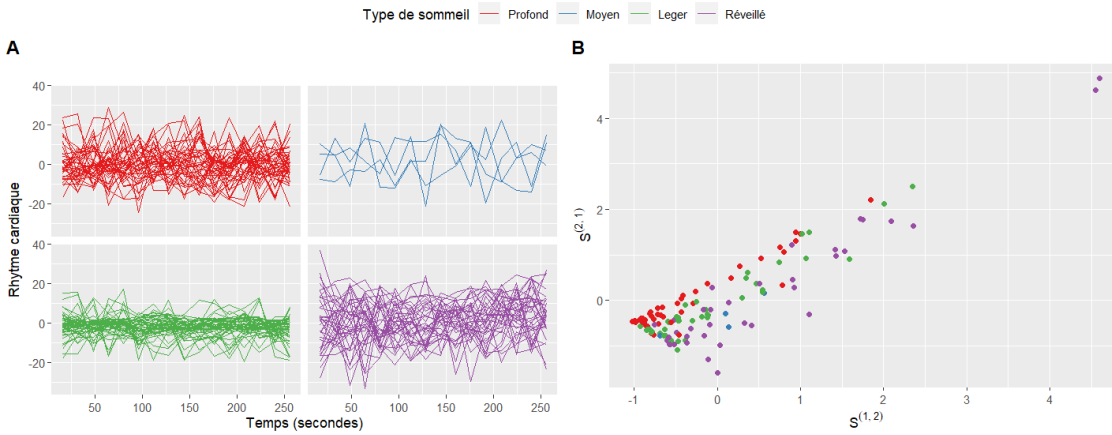 Type de sommeil Profond Moyen Leger Réveillé
A
B
40
20
0
-20
40
20
0
-20
50 100 150 200 250 50 100 150 200 250
Rhytme cardiaque
Temps (secondes)
4
2
0
-1 0 1 2 3 4
S(2, 1)
S(1, 2)